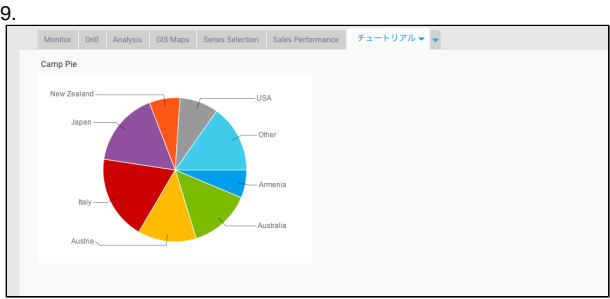 9.
Monitor Drill Analysis GIS Maps Series Selection Sales Performance チュートリアル
Camp Pie
New Zealand
USA
Japan
Other
Armenia
Italy
Australia
Austria